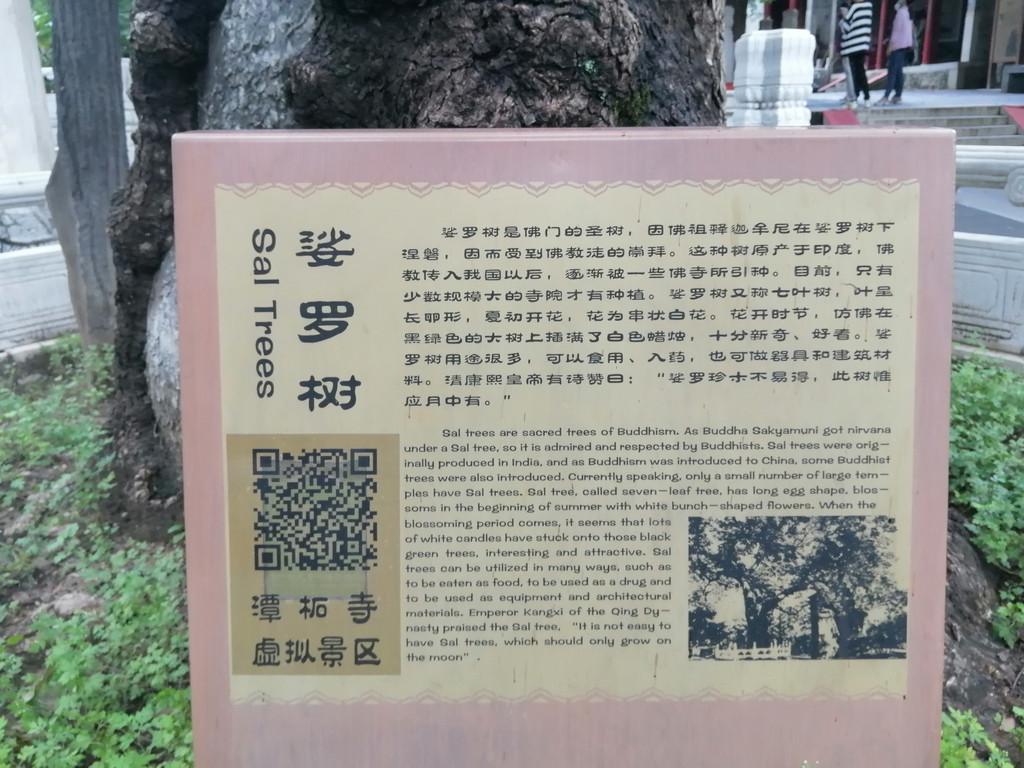 娑罗树
Sal Trees
娑罗树是佛门的圣树，因佛祖释迦牟尼在娑罗树下
涅磐，因而受到佛教徒的崇拜。这种树原产于印度，佛
教传入我国以后，逐渐被一些佛寺所引种。目前，只有
少数规模大的寺院才有种植。娑罗树又称七叶树，叶呈
长卵形，夏初开花，花为串状白花。花开时节，仿佛在
黑绿色的大树上插满了白色蜡烛，十分新奇、好看。娑
罗树用途很多，可以食用、入药，也可做器具和建筑材
料。清康熙皇帝有诗赞曰：“娑罗珍木不易得，此树惟
应月中有。”
Sal trees are sacred trees of Buddhism. As Buddha Sakyamuni got nirvana
under a Sal tree, so it is admired and respected by Buddhists. Sal trees were orig-
inally produced in India, and as Buddhism was introduced to China, some Buddhist
trees were also introduced. Currently speaking, only a small number of large tem-
ples have Sal trees. Sal tree, called seven-leaf tree, has long egg shape, blos-
soms in the beginning of summer with white bunch-shaped flowers. When the
blossoming period comes, it seems that lots
of white candles have stuck onto those black
green trees, interesting and attractive. Sal
trees can be utilized in many ways, such as
to be eaten as food, to be used as a drug and
to be used as equipment and architectural
materials. Emperor Kangxi of the Qing Dy-
nasty praised the Sal tree, "It is not easy to
have Sal trees, which should only grow on
the moon" .
潭柘寺
虚拟景区